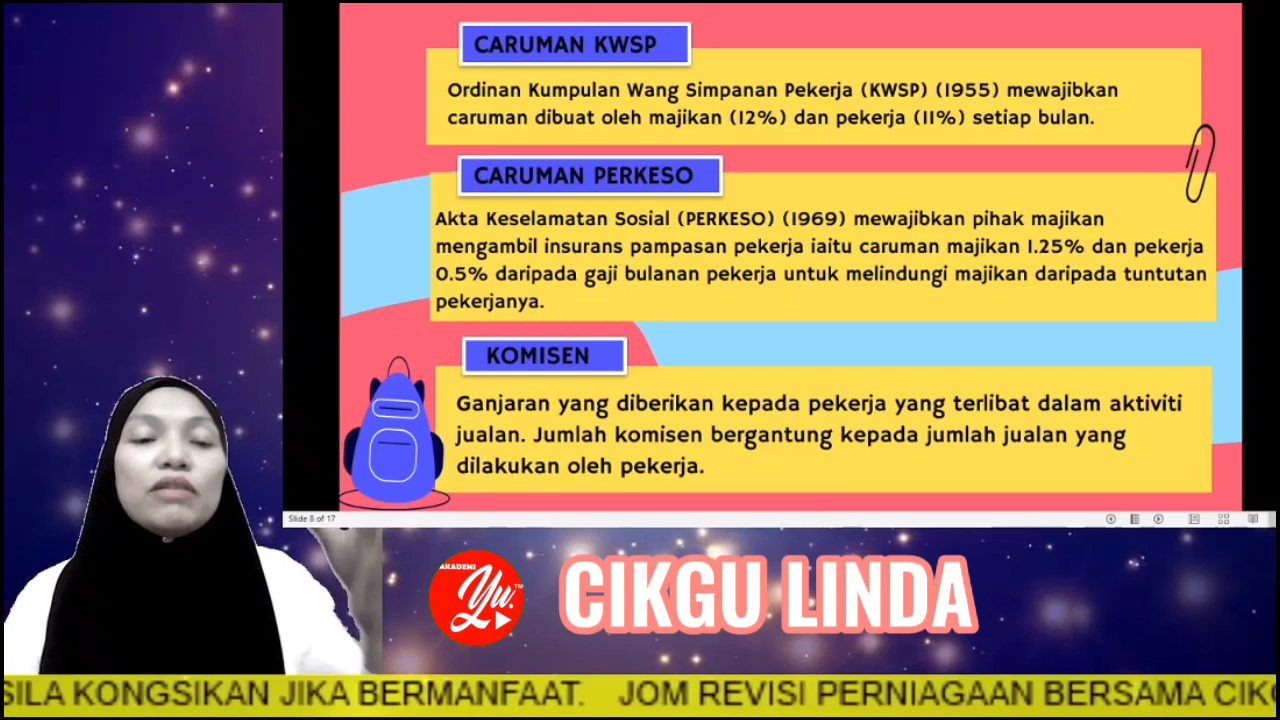 CARUMAN KWSP
Ordinan Kumpulan Wang Simpanan Pekerja (KWSP) (1955) mewajibkan
caruman dibuat oleh majikan (12%) dan pekerja (11%) setiap bulan.
CARUMAN PERKESO
Akta Keselamatan Sosial (PERKESO) (1969) mewajibkan pihak majikan
mengambil insurans pampasan pekerja iaitu caruman majikan 1.25% dan pekerja
0.5% daripada gaji bulanan pekerja untuk melindungi majikan daripada tuntutan
pekerjanya.
KOMISEN
Ganjaran yang diberikan kepada pekerja yang terlibat dalam aktiviti
jualan. Jumlah komisen bergantung kepada jumlah jualan yang
dilakukan oleh pekerja.
Slide 8 of 17
AKADEMI
Yu.
TM
CIKGU LINDA
SILA KONGSIKAN JIKA BERMANFAAT. JOM REVISI PERNIAGAAN BERSAMA CIKG